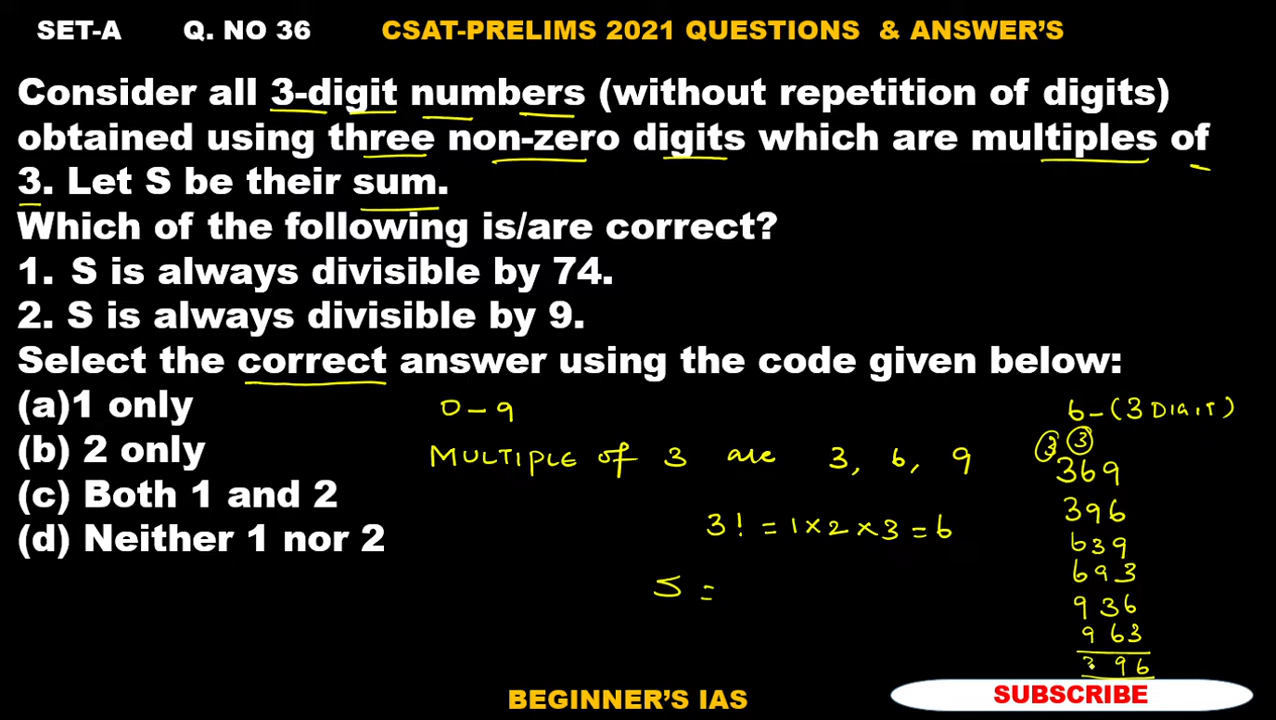 SET-A Q. NO 36 CSAT-PRELIMS 2021 QUESTIONS & ANSWER'S
Consider all 3-digit numbers (without repetition of digits)
obtained using three non-zero digits which are multiples of
3. Let S be their sum.
Which of the following is/are correct?
1. S is always divisible by 74.
2. S is always divisible by 9.
Select the correct answer using the code given below:
(a)1 only
(b) 2 only
(c) Both 1 and 2
(d) Neither 1 nor 2
0-9
MULTIPLE of 3 are 3, 6, 9
3! = 1×2×3=6
S =
6-(3 DIGIT)
3 3
369
396
639
693
936
963
396
BEGINNER'S IAS
SUBSCRIBE